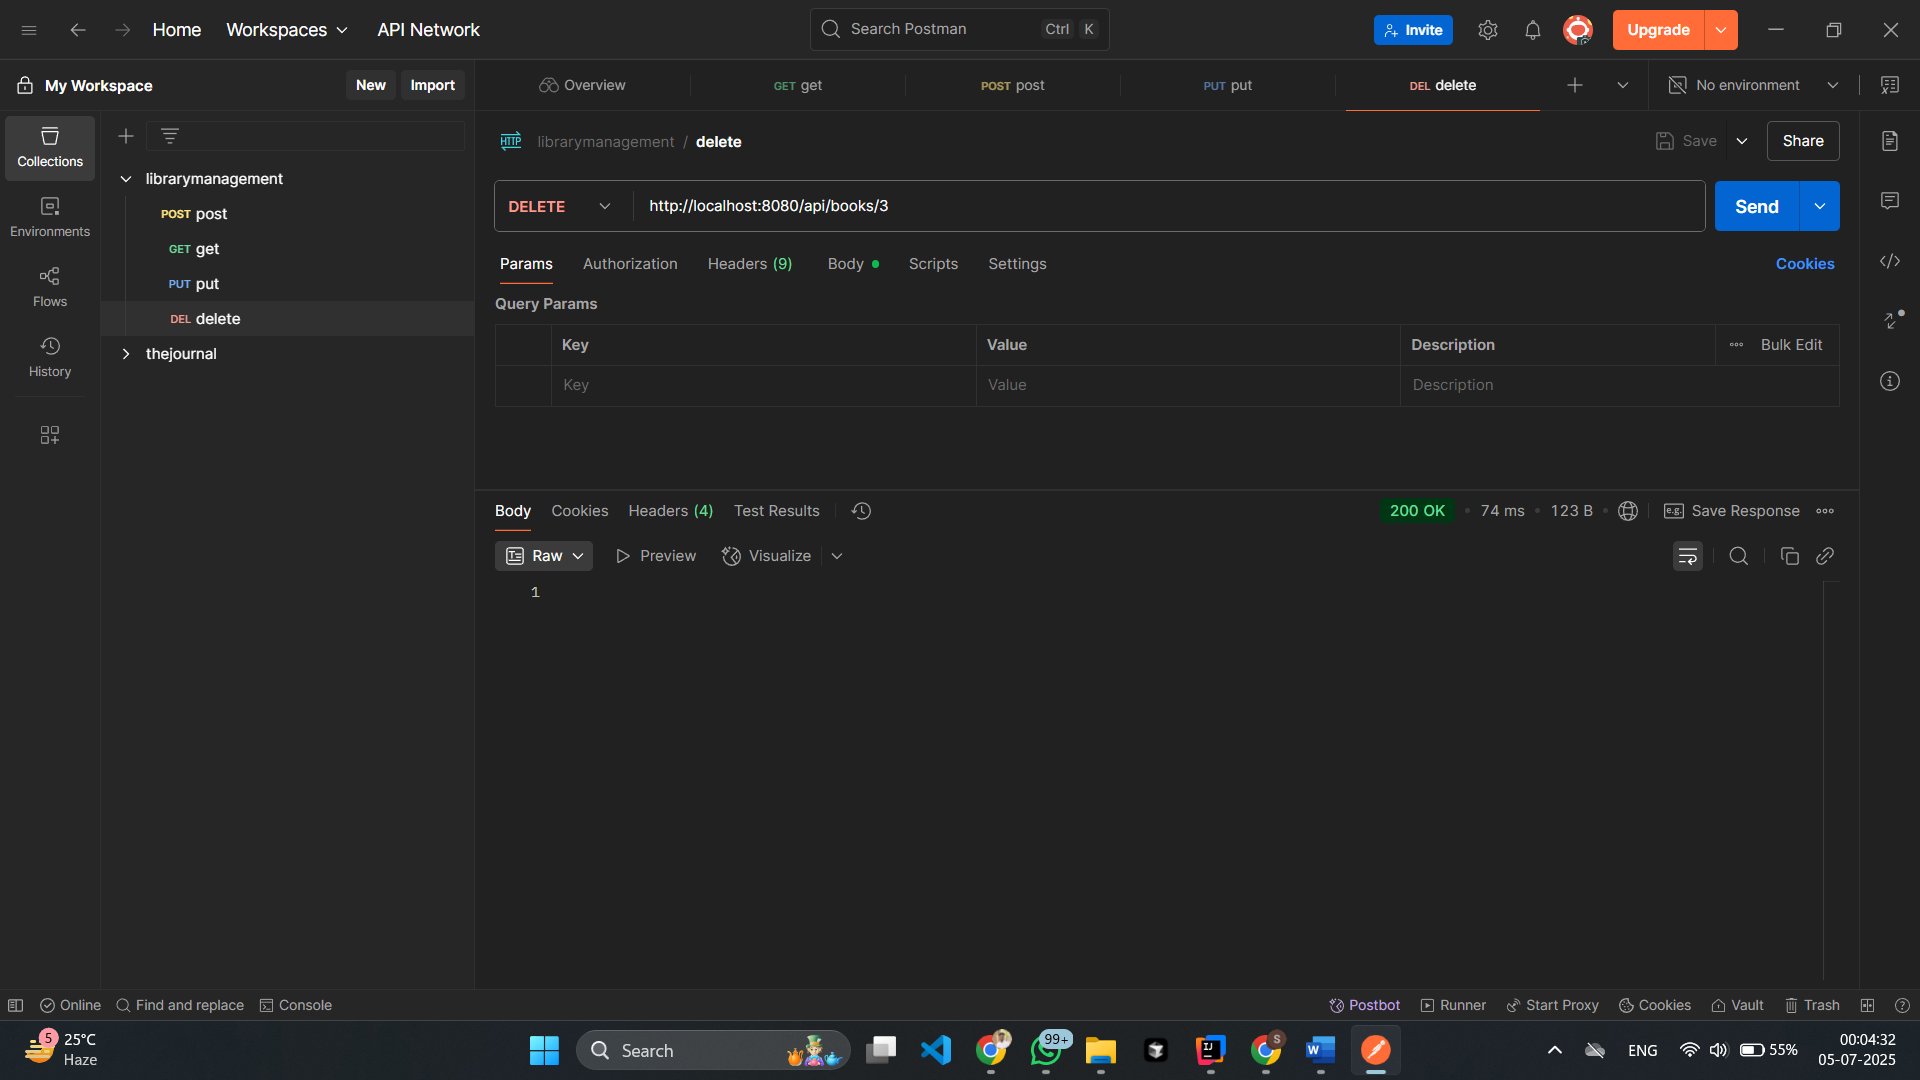 Home Workspaces API Network Search Postman Ctrl K Invite Upgrade
My Workspace New Import Overview GET get POST post PUT put DEL delete No environment
Collections
Environments
Flows
History
librarymanagement
POST post
GET get
PUT put
DEL delete
thejournal
HTTP librarymanagement / delete Save Share
DELETE http://localhost:8080/api/books/3 Send
Params Authorization Headers (9) Body Scripts Settings Cookies
Query Params
Key Value Description Bulk Edit
Key Value Description
Body Cookies Headers (4) Test Results 200 OK 74 ms 123 B e.g. Save Response
Raw Preview Visualize
1
Online Find and replace Console Postbot Runner Start Proxy Cookies Vault Trash
5 25°C
Haze
Search 99+ S ENG 55%
00:04:32
05-07-2025